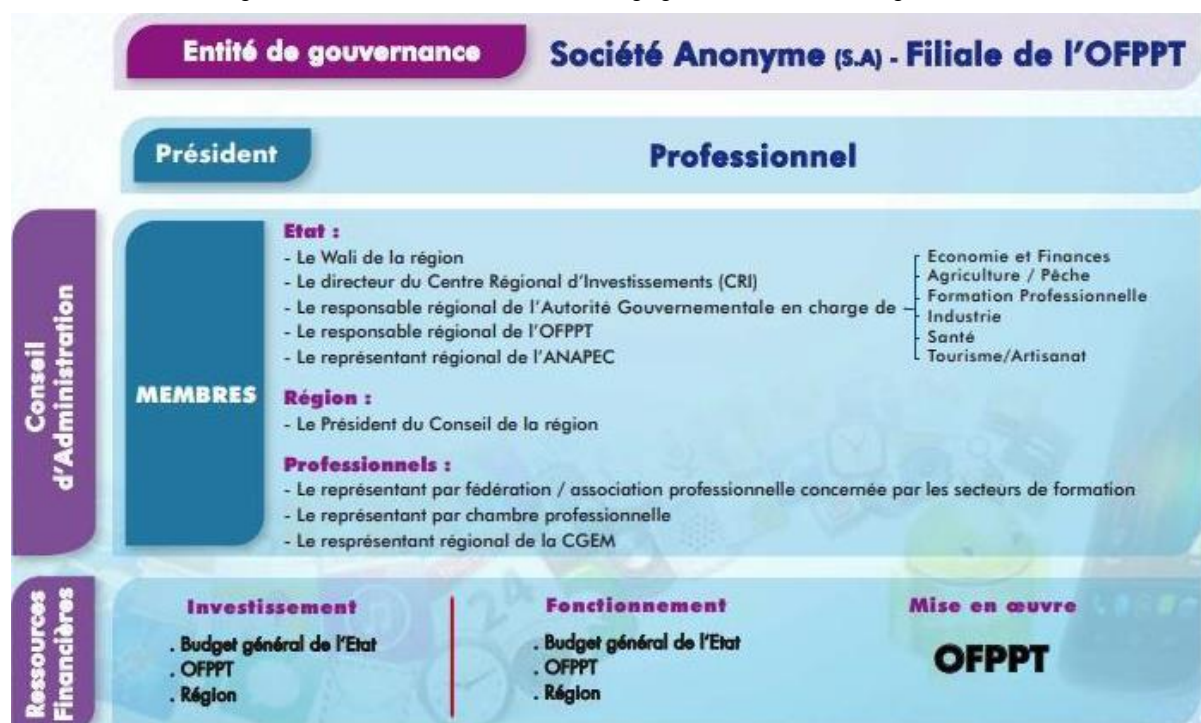 Entité de gouvernance
Société Anonyme (S.A) - Filiale de l'OFPPT
Président
Professionnel
Conseil
d'Administration
MEMBRES
Etat :
- Le Wali de la région
- Le directeur du Centre Régional d'Investissements (CRI)
- Le responsable régional de l'Autorité Gouvernementale en charge de
Economie et Finances
Agriculture / Pêche
Formation Professionnelle
Industrie
Santé
Tourisme/Artisanat
- Le responsable régional de l'OFPPT
- Le représentant régional de l'ANAPEC
Région :
- Le Président du Conseil de la région
Professionnels :
- Le représentant par fédération / association professionnelle concernée par les secteurs de formation
- Le représentant par chambre professionnelle
- Le resprésentant régional de la CGEM
Ressources
Financières
Investissement
. Budget général de l'Etat
. OFPPT
. Région
Fonctionnement
. Budget général de l'Etat
. OFPPT
. Région
Mise en œuvre
OFPPT